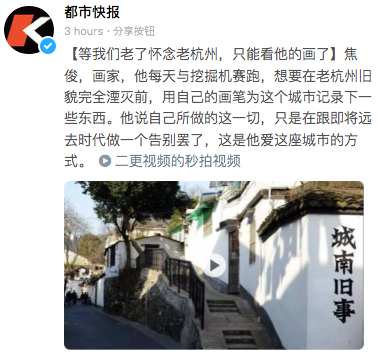 都市快报
3 hours · 分享按钮
【等我们老了怀念老杭州，只能看他的画了】焦
俊，画家，他每天与挖掘机赛跑，想要在老杭州旧
貌完全湮灭前，用自己的画笔为这个城市记录下一
些东西。他说自己所做的这一切，只是在跟即将远
去时代做一个告别罢了，这是他爱这座城市的方
式。 二更视频的秒拍视频
城南旧事